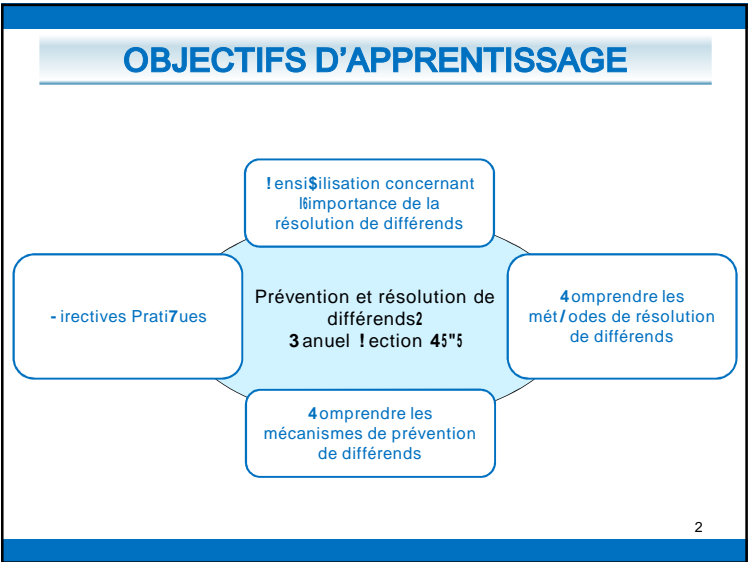 OBJECTIFS D'APPRENTISSAGE
!ensi$ilisation concernant
l6importance de la
résolution de différends
-irectives Prati7ues
Prévention et résolution de
différends2
3anuel !ection 45"5
4omprendre les
mét/odes de résolution
de différends
4omprendre les
mécanismes de prévention
de différends
2